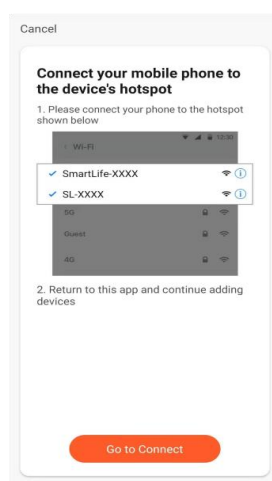 Cancel
Connect your mobile phone to
the device's hotspot
1. Please connect your phone to the hotspot
shown below
12:30
Wi-Fi
SmartLife-XXXX
SL-XXXX
5G
Guest
4G
2. Return to this app and continue adding
devices
Go to Connect